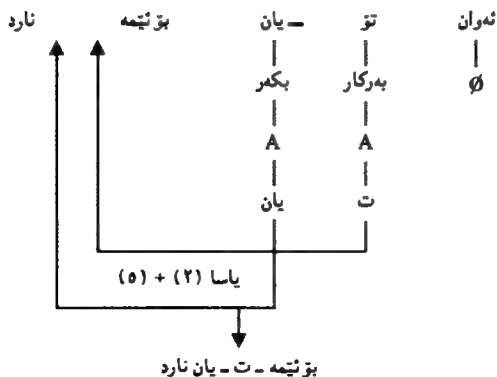 ئەوان تۆ ـ یان بۆ ئێمە نارد
Ø بەرکار بکەر
A A
ت یان
یاسا (٢) + (٥)
بۆ ئێمە ـ ت ـ یان نارد